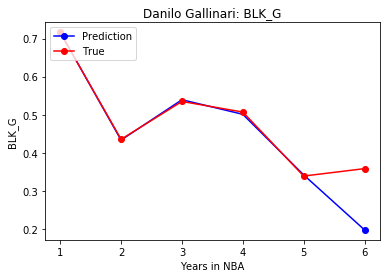 Danilo Gallinari: BLK_G
Prediction
True
0.7
0.6
0.5
0.4
0.3
0.2
BLK_G
1 2 3 4 5 6
Years in NBA